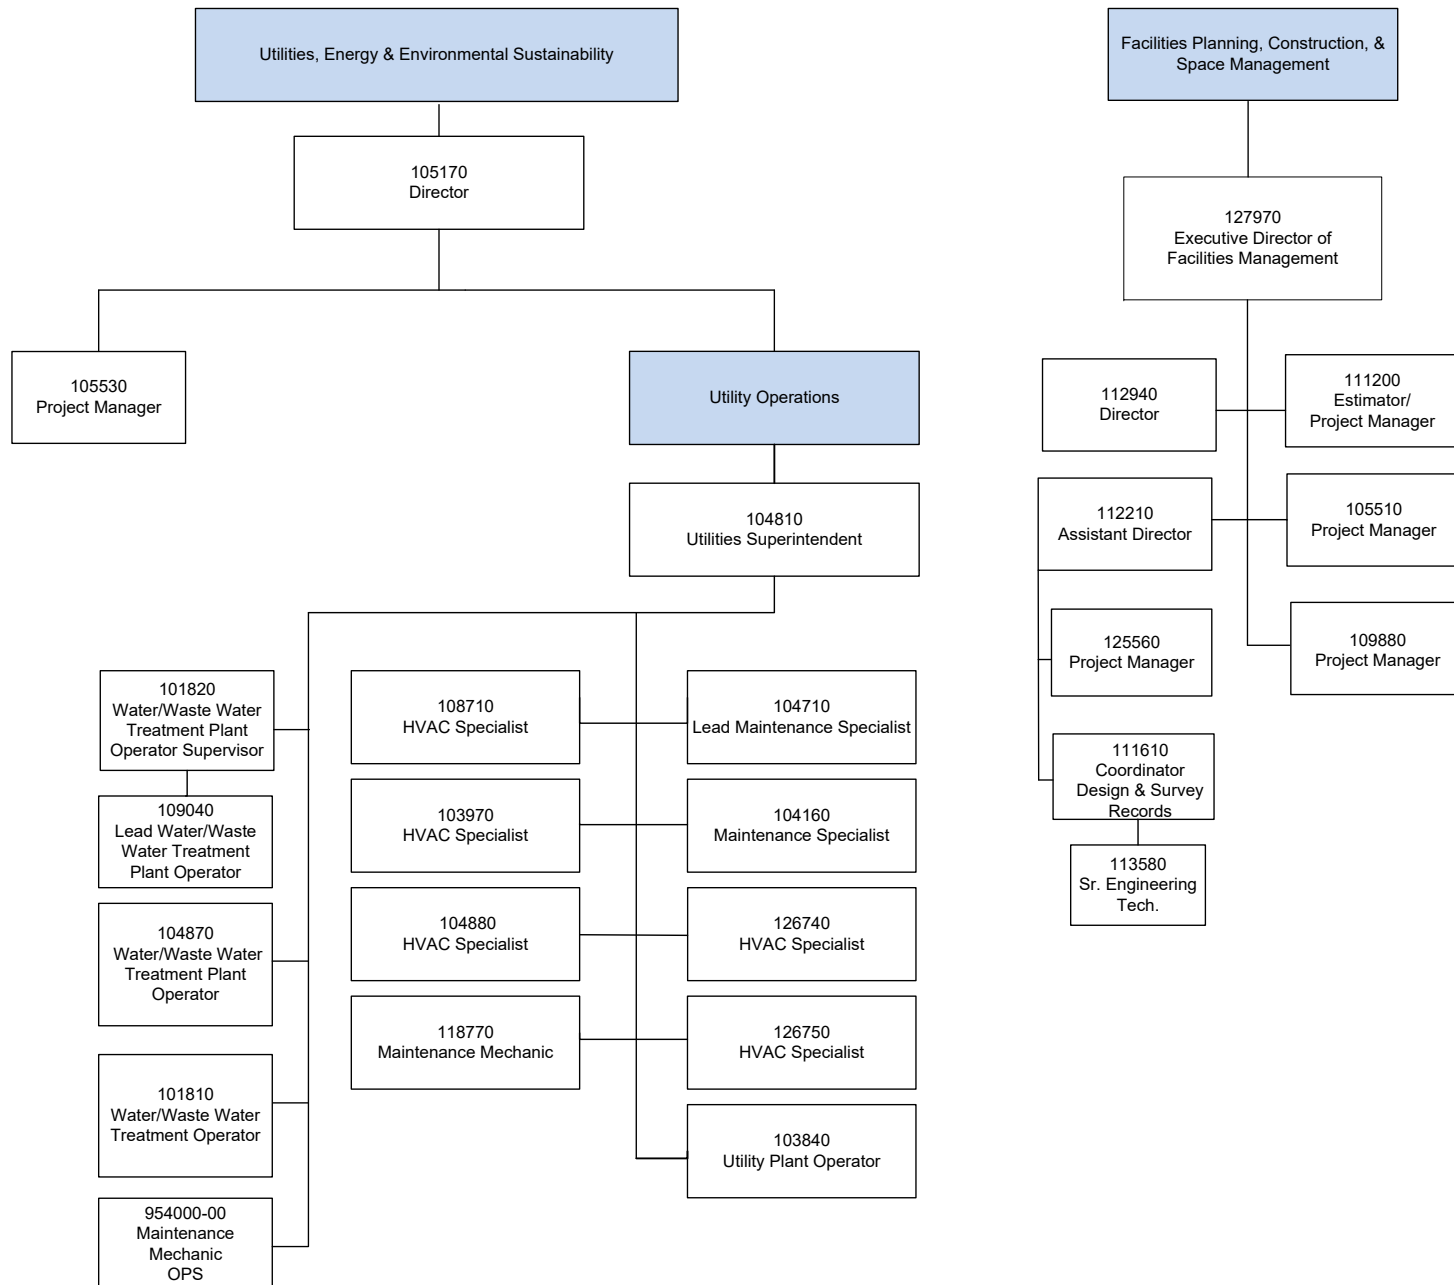 Utilities, Energy & Environmental Sustainability
105170
Director
105530
Project Manager
Utility Operations
104810
Utilities Superintendent
101820
Water/Waste Water
Treatment Plant
Operator Supervisor
109040
Lead Water/Waste
Water Treatment
Plant Operator
104870
Water/Waste Water
Treatment Plant
Operator
101810
Water/Waste Water
Treatment Operator
954000-00
Maintenance
Mechanic
OPS
108710
HVAC Specialist
103970
HVAC Specialist
104880
HVAC Specialist
118770
Maintenance Mechanic
104710
Lead Maintenance Specialist
104160
Maintenance Specialist
126740
HVAC Specialist
126750
HVAC Specialist
103840
Utility Plant Operator
Facilities Planning, Construction, &
Space Management
127970
Executive Director of
Facilities Management
112940
Director
111200
Estimator/
Project Manager
112210
Assistant Director
105510
Project Manager
125560
Project Manager
109880
Project Manager
111610
Coordinator
Design & Survey
Records
113580
Sr. Engineering
Tech.